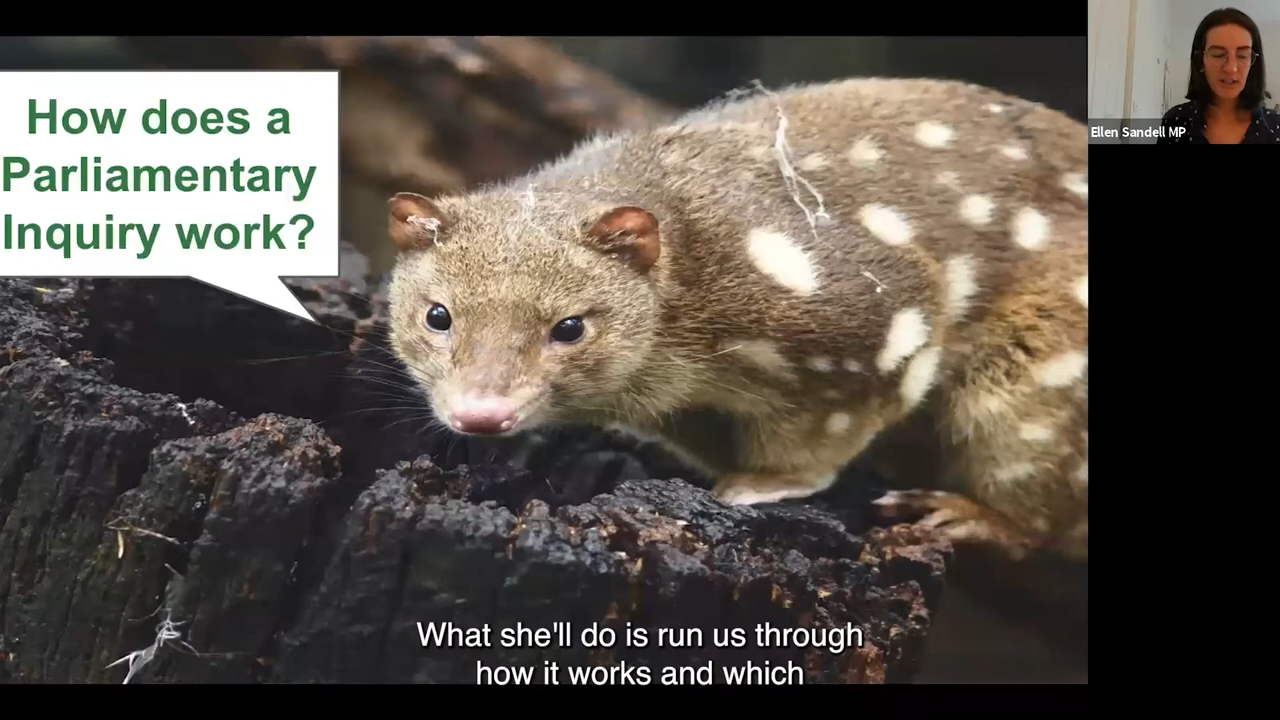 How does a
Parliamentary
Inquiry work?
Ellen Sandell MP
What she'll do is run us through
how it works and which